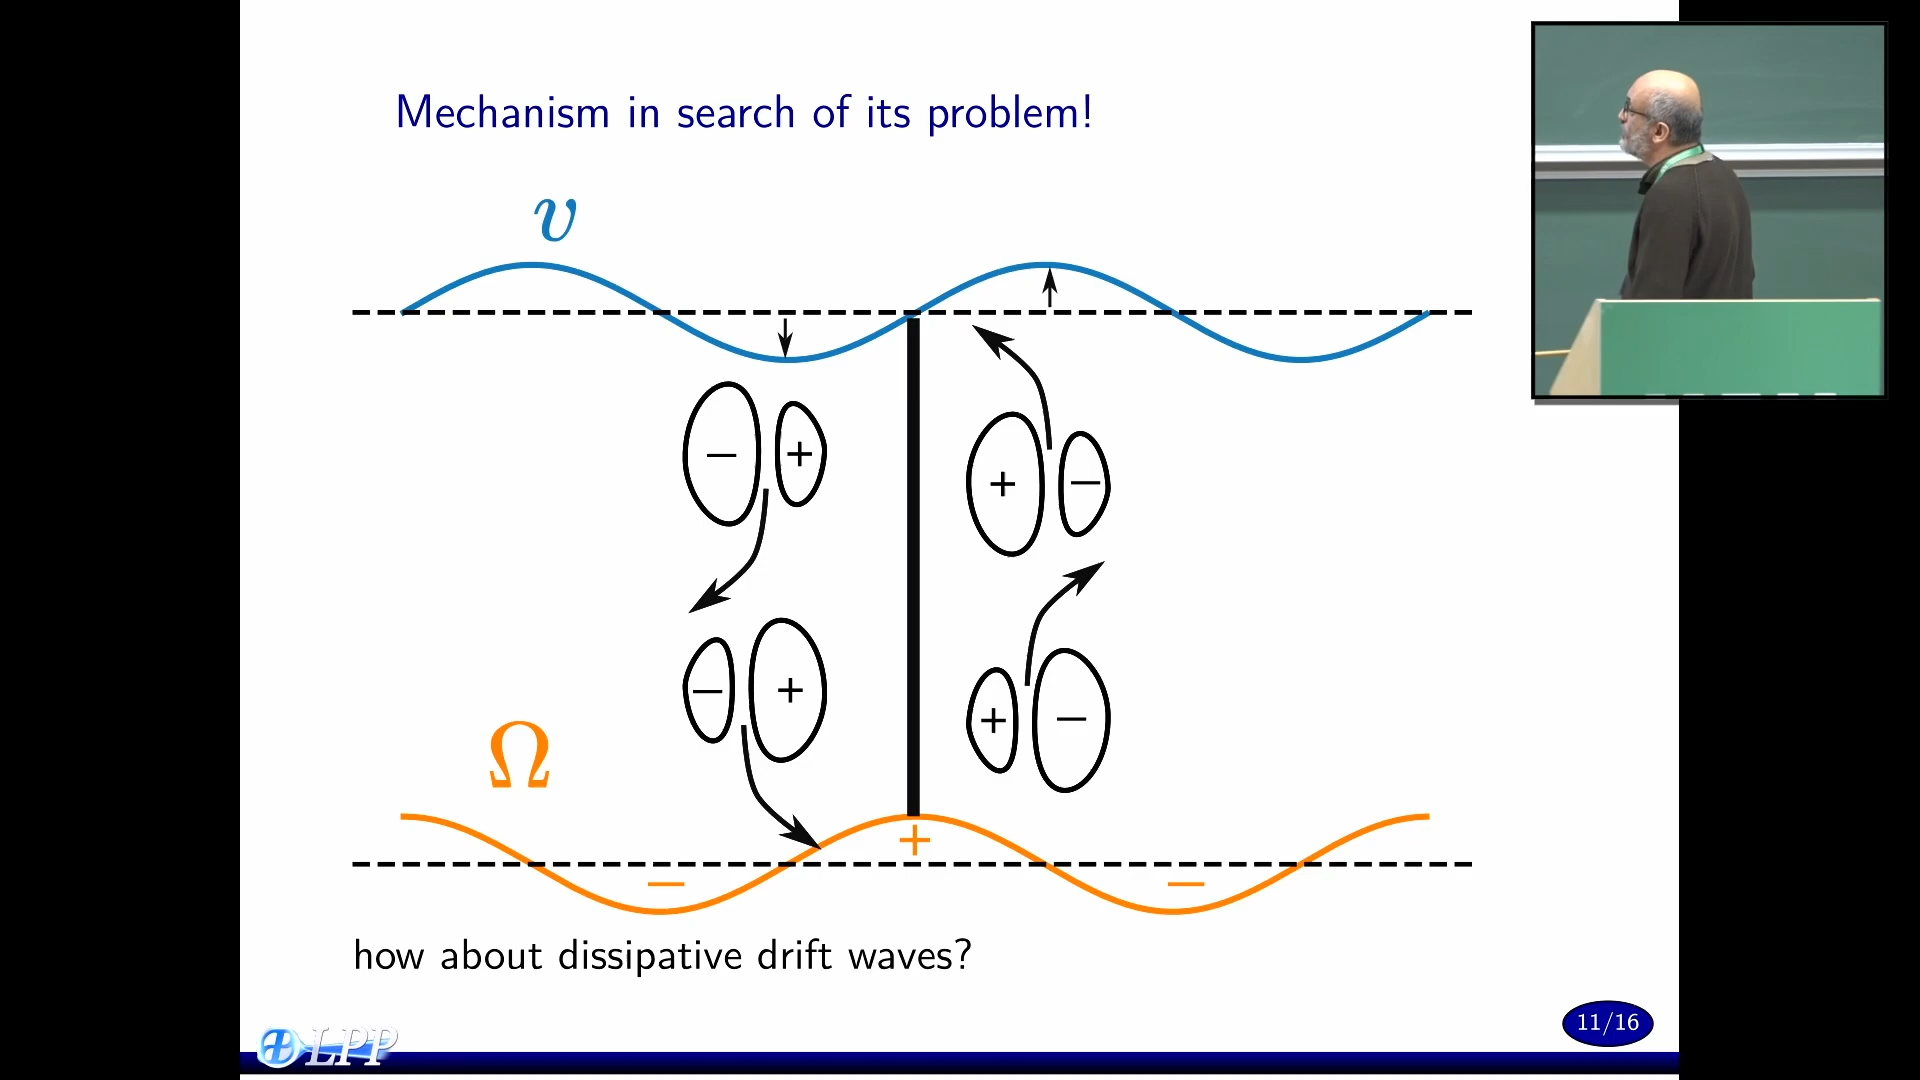 Mechanism in search of its problem!
v
− + + −
− + + −
Ω
+
− −
how about dissipative drift waves?
11/16
LPP